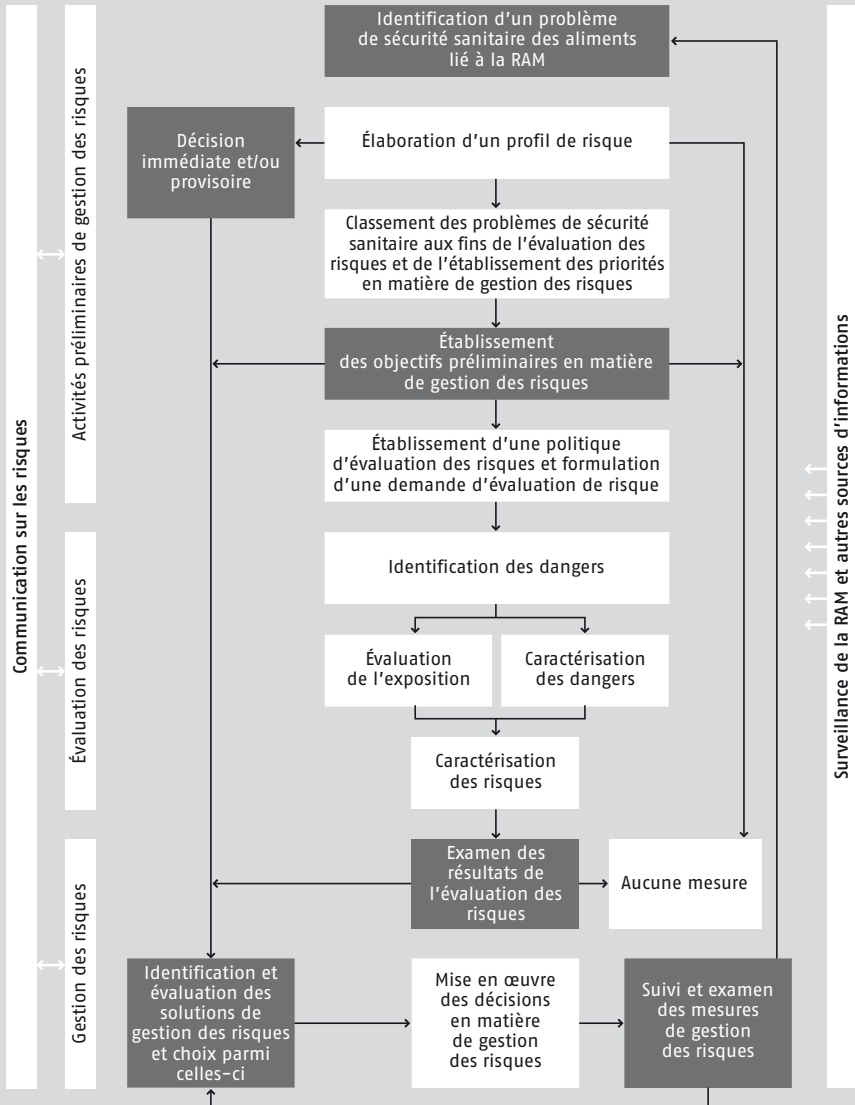 Identification d'un problème
de sécurité sanitaire des aliments
lié à la RAM
Décision
immédiate et/ou
provisoire
Élaboration d'un profil de risque
Classement des problèmes de sécurité
sanitaire aux fins de l'évaluation des
risques et de l'établissement des priorités
en matière de gestion des risques
Établissement
des objectifs préliminaires en matière
de gestion des risques
Établissement d'une politique
d'évaluation des risques et formulation
d'une demande d'évaluation de risque
Identification des dangers
Évaluation
de l'exposition
Caractérisation
des dangers
Caractérisation
des risques
Examen des
résultats de
l'évaluation des
risques
Aucune mesure
Identification et
évaluation des
solutions de
gestion des risques
et choix parmi
celles-ci
Mise en œuvre
des décisions
en matière
de gestion
des risques
Suivi et examen
des mesures
de gestion
des risques
Communication sur les risques
Activités préliminaires de gestion des risques
Évaluation des risques
Gestion des risques
Surveillance de la RAM et autres sources d'informations